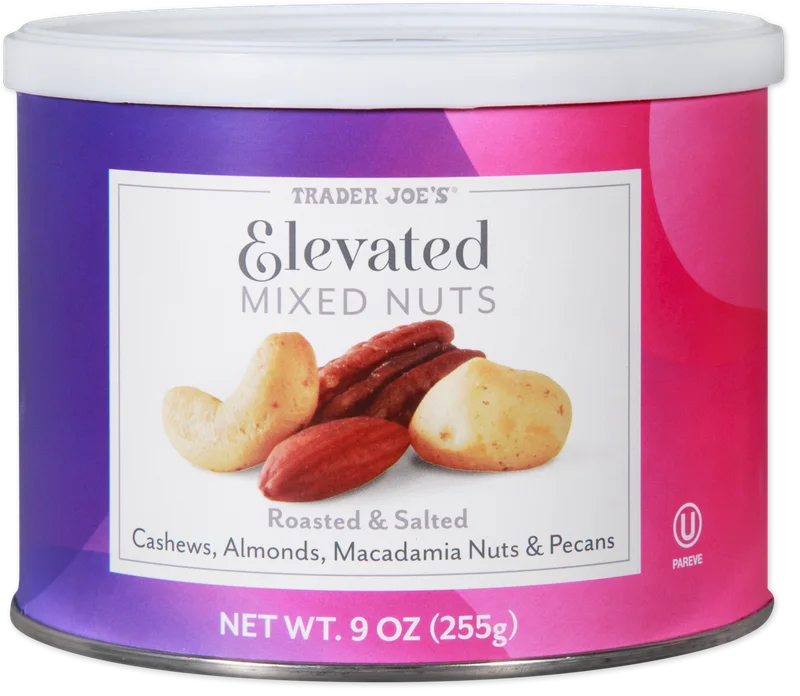 TRADER JOE'S®
Elevated
MIXED NUTS
Roasted & Salted
Cashews, Almonds, Macadamia Nuts & Pecans
U
PAREVE
NET WT. 9 OZ (255g)